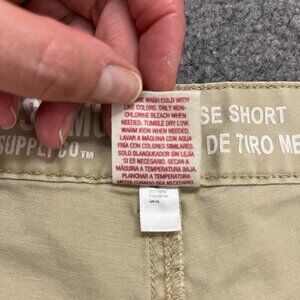 MACHINE WASH COLD WITH
LIKE COLORS. ONLY NON-
CHLORINE BLEACH WHEN
NEEDED. TUMBLE DRY LOW.
WARM IRON WHEN NEEDED.
LAVAR A MÁQUINA CON AGUA
FRÍA CON COLORES SIMILARES.
SOLO BLANQUEADOR SIN LEJÍA
SI ES NECESARIO. SECAR A
MÁQUINA A TEMPERATURA BAJA.
PLANCHAR A TEMPERATURA
MEDIA CUANDO SEA NECESARIO.
SUPPLY CO™
SE SHORT
DE TIRO ME